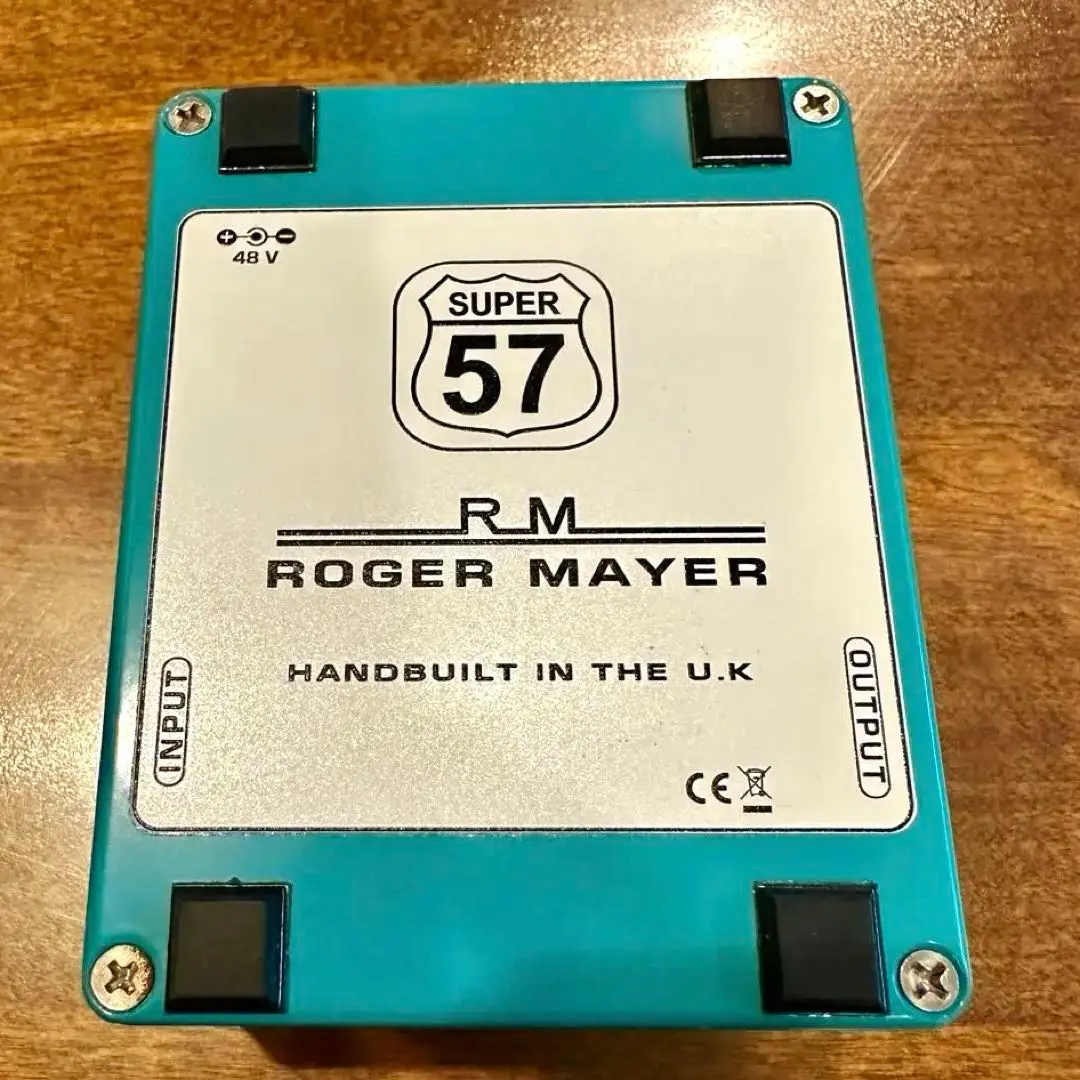 48 V
SUPER
57
RM
ROGER MAYER
HANDBUILT IN THE U.K
INPUT
OUTPUT
CE